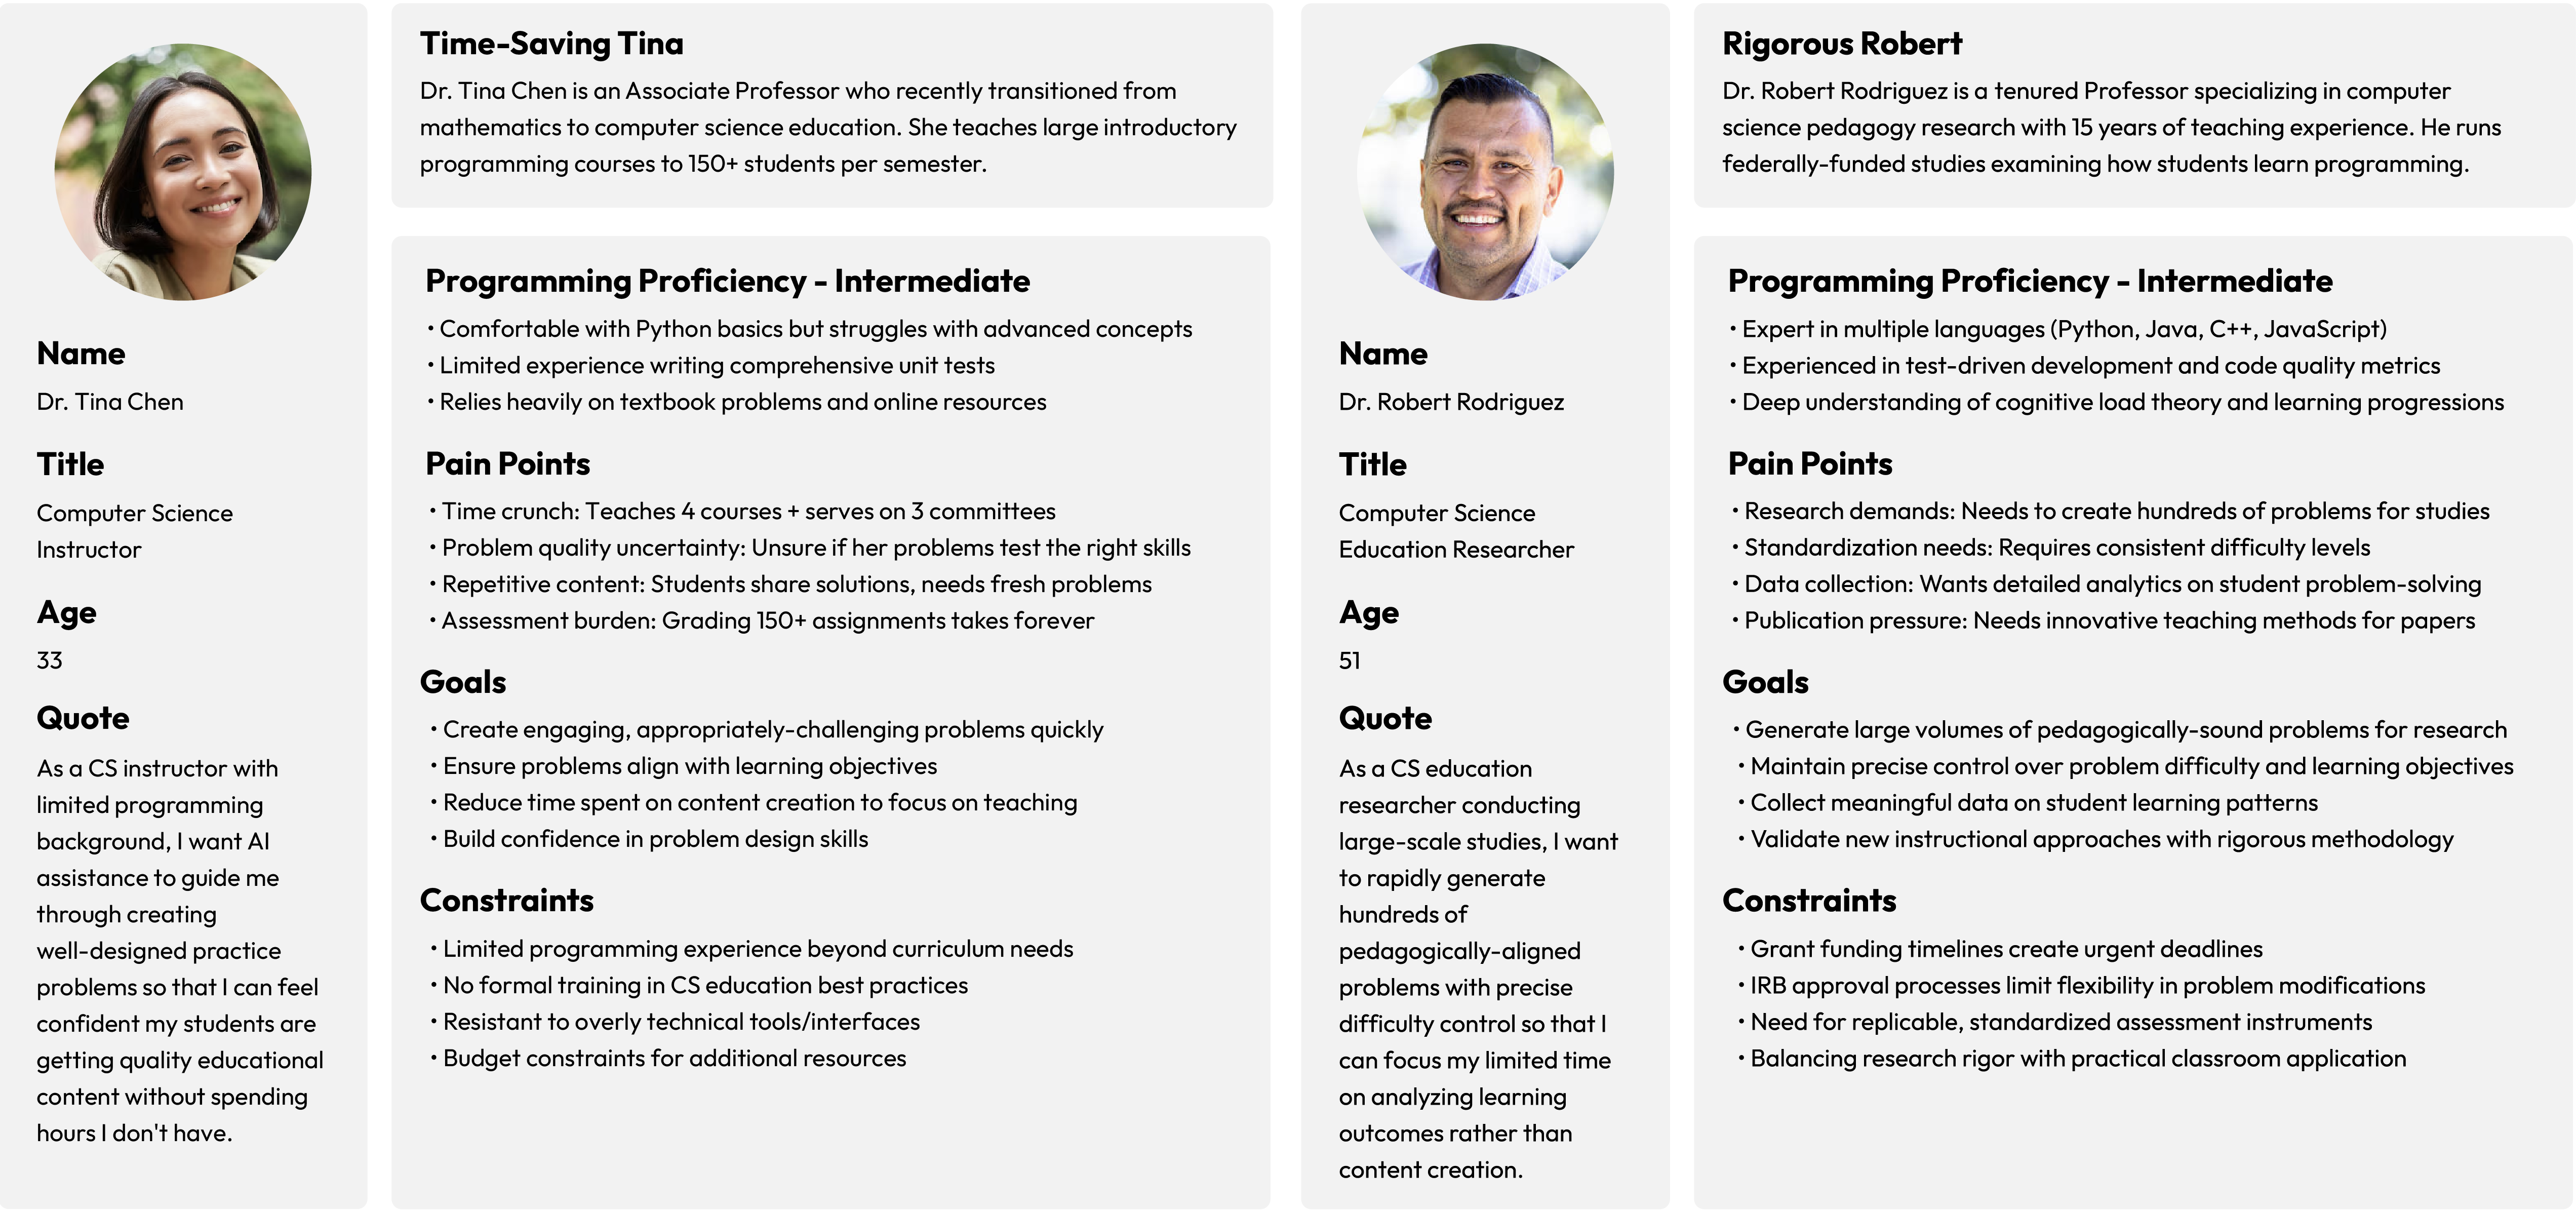 Name
Dr. Tina Chen
Title
Computer Science
Instructor
Age
33
Quote
As a CS instructor with
limited programming
background, I want AI
assistance to guide me
through creating
well-designed practice
problems so that I can feel
confident my students are
getting quality educational
content without spending
hours I don't have.
Time-Saving Tina
Dr. Tina Chen is an Associate Professor who recently transitioned from
mathematics to computer science education. She teaches large introductory
programming courses to 150+ students per semester.
Programming Proficiency - Intermediate
• Comfortable with Python basics but struggles with advanced concepts
• Limited experience writing comprehensive unit tests
• Relies heavily on textbook problems and online resources
Pain Points
• Time crunch: Teaches 4 courses + serves on 3 committees
• Problem quality uncertainty: Unsure if her problems test the right skills
• Repetitive content: Students share solutions, needs fresh problems
• Assessment burden: Grading 150+ assignments takes forever
Goals
• Create engaging, appropriately-challenging problems quickly
• Ensure problems align with learning objectives
• Reduce time spent on content creation to focus on teaching
• Build confidence in problem design skills
Constraints
• Limited programming experience beyond curriculum needs
• No formal training in CS education best practices
• Resistant to overly technical tools/interfaces
• Budget constraints for additional resources
Name
Dr. Robert Rodriguez
Title
Computer Science
Education Researcher
Age
51
Quote
As a CS education
researcher conducting
large-scale studies, I want
to rapidly generate
hundreds of
pedagogically-aligned
problems with precise
difficulty control so that I
can focus my limited time
on analyzing learning
outcomes rather than
content creation.
Rigorous Robert
Dr. Robert Rodriguez is a tenured Professor specializing in computer
science pedagogy research with 15 years of teaching experience. He runs
federally-funded studies examining how students learn programming.
Programming Proficiency - Intermediate
• Expert in multiple languages (Python, Java, C++, JavaScript)
• Experienced in test-driven development and code quality metrics
• Deep understanding of cognitive load theory and learning progressions
Pain Points
• Research demands: Needs to create hundreds of problems for studies
• Standardization needs: Requires consistent difficulty levels
• Data collection: Wants detailed analytics on student problem-solving
• Publication pressure: Needs innovative teaching methods for papers
Goals
• Generate large volumes of pedagogically-sound problems for research
• Maintain precise control over problem difficulty and learning objectives
• Collect meaningful data on student learning patterns
• Validate new instructional approaches with rigorous methodology
Constraints
• Grant funding timelines create urgent deadlines
• IRB approval processes limit flexibility in problem modifications
• Need for replicable, standardized assessment instruments
• Balancing research rigor with practical classroom application